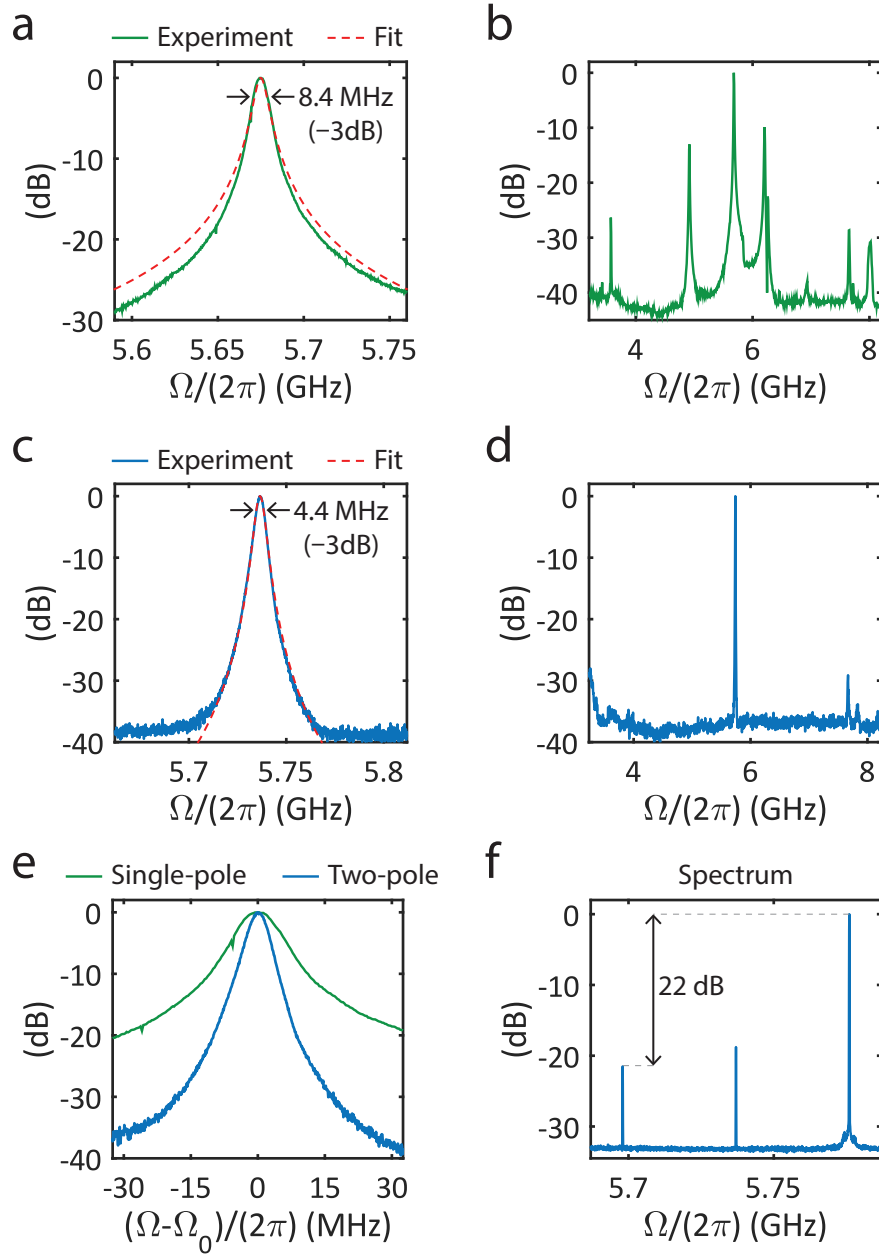 a
Experiment
Fit
0
-10
-20
-30
(dB)
8.4 MHz
(−3dB)
5.6
5.65
5.7
5.75
Ω/(2π) (GHz)
b
0
-10
-20
-30
-40
(dB)
4
6
8
Ω/(2π) (GHz)
c
Experiment
Fit
0
-10
-20
-30
-40
(dB)
4.4 MHz
(−3dB)
5.7
5.75
5.8
Ω/(2π) (GHz)
d
0
-10
-20
-30
-40
(dB)
4
6
8
Ω/(2π) (GHz)
e
Single-pole
Two-pole
0
-10
-20
-30
-40
(dB)
-30
-15
0
15
30
(Ω-Ω0)/(2π) (MHz)
f
Spectrum
0
-10
-20
-30
(dB)
22 dB
5.7
5.75
Ω/(2π) (GHz)